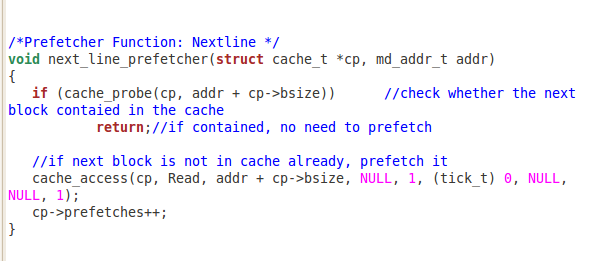 /*Prefetcher Function: Nextline */
void next_line_prefetcher(struct cache_t *cp, md_addr_t addr)
{
   if (cache_probe(cp, addr + cp->bsize))      //check whether the next
block contaied in the cache
           return;//if contained, no need to prefetch
   //if next block is not in cache already, prefetch it
   cache_access(cp, Read, addr + cp->bsize, NULL, 1, (tick_t) 0, NULL,
NULL, 1);
   cp->prefetches++;
}